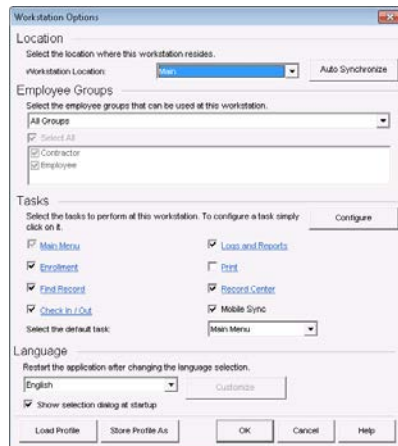 Workstation Options
Location
Select the location where this workstation resides.
Workstation Location: Main Auto Synchronize
Employee Groups
Select the employee groups that can be used at this workstation.
All Groups
Select All
Contractor
Employee
Tasks
Select the tasks to perform at this workstation. To configure a task simply click on it. Configure
Main Menu Logs and Reports
Enrollment Print
Find Record Record Center
Check In / Out Mobile Sync
Select the default task: Main Menu
Language
Restart the application after changing the language selection.
English Customize
Show selection dialog at startup
Load Profile Store Profile As OK Cancel Help